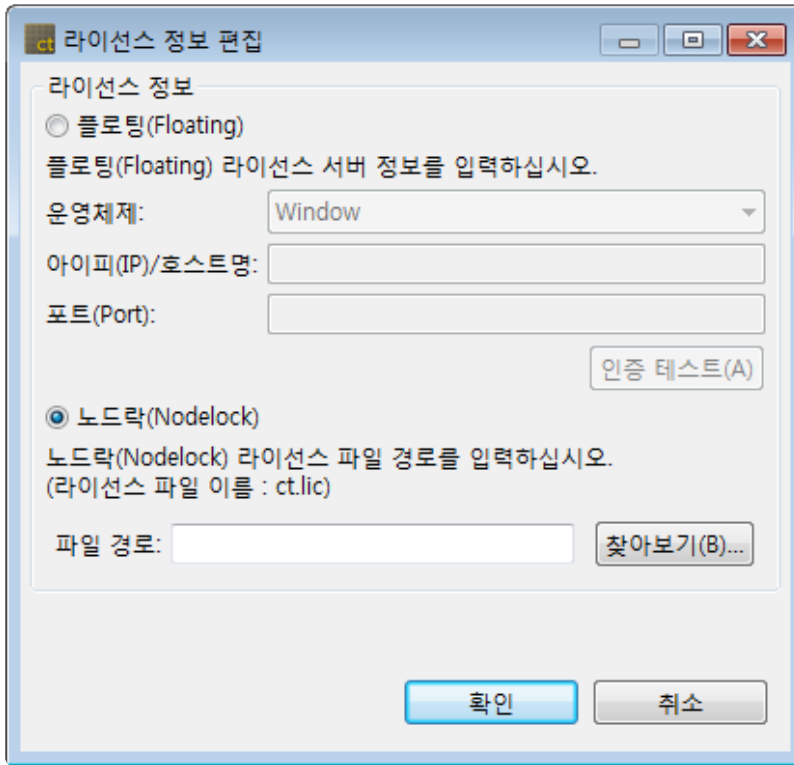 ct 라이선스 정보 편집
라이선스 정보
플로팅(Floating)
플로팅(Floating) 라이선스 서버 정보를 입력하십시오.
운영체제: Window
아이피(IP)/호스트명:
포트(Port):
인증 테스트(A)
노드락(Nodelock)
노드락(Nodelock) 라이선스 파일 경로를 입력하십시오.
(라이선스 파일 이름 : ct.lic)
파일 경로: 찾아보기(B)...
확인 취소